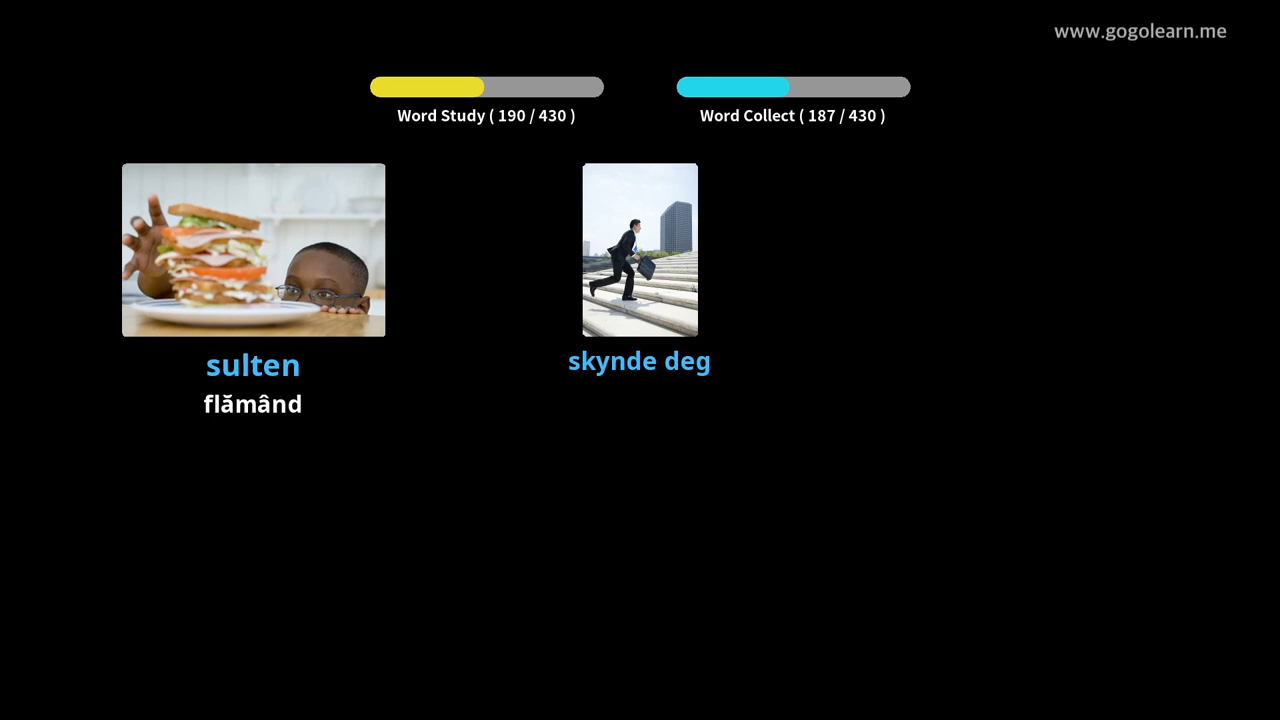 www.gogolearn.me
Word Study ( 190 / 430 )
Word Collect ( 187 / 430 )
sulten
flămând
skynde deg